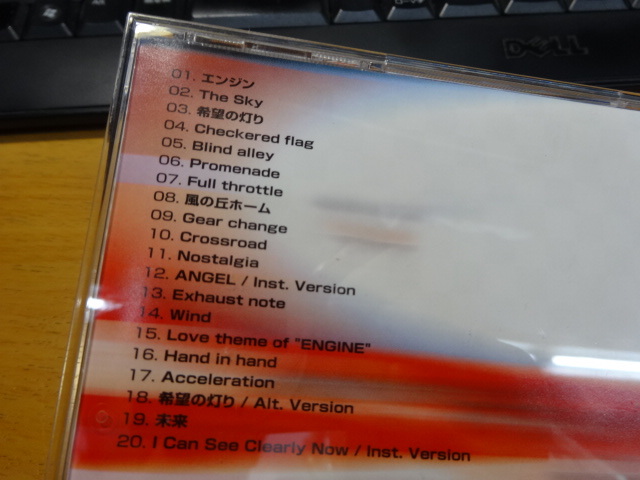 DELL
01. エンジン
02. The Sky
03. 希望の灯り
04. Checkered flag
05. Blind alley
06. Promenade
07. Full throttle
08. 風の丘ホーム
09. Gear change
10. Crossroad
11. Nostalgia
12. ANGEL / Inst. Version
13. Exhaust note
14. Wind
15. Love theme of "ENGINE"
16. Hand in hand
17. Acceleration
18. 希望の灯り / Alt. Version
19. 未来
20. I Can See Clearly Now / Inst. Version